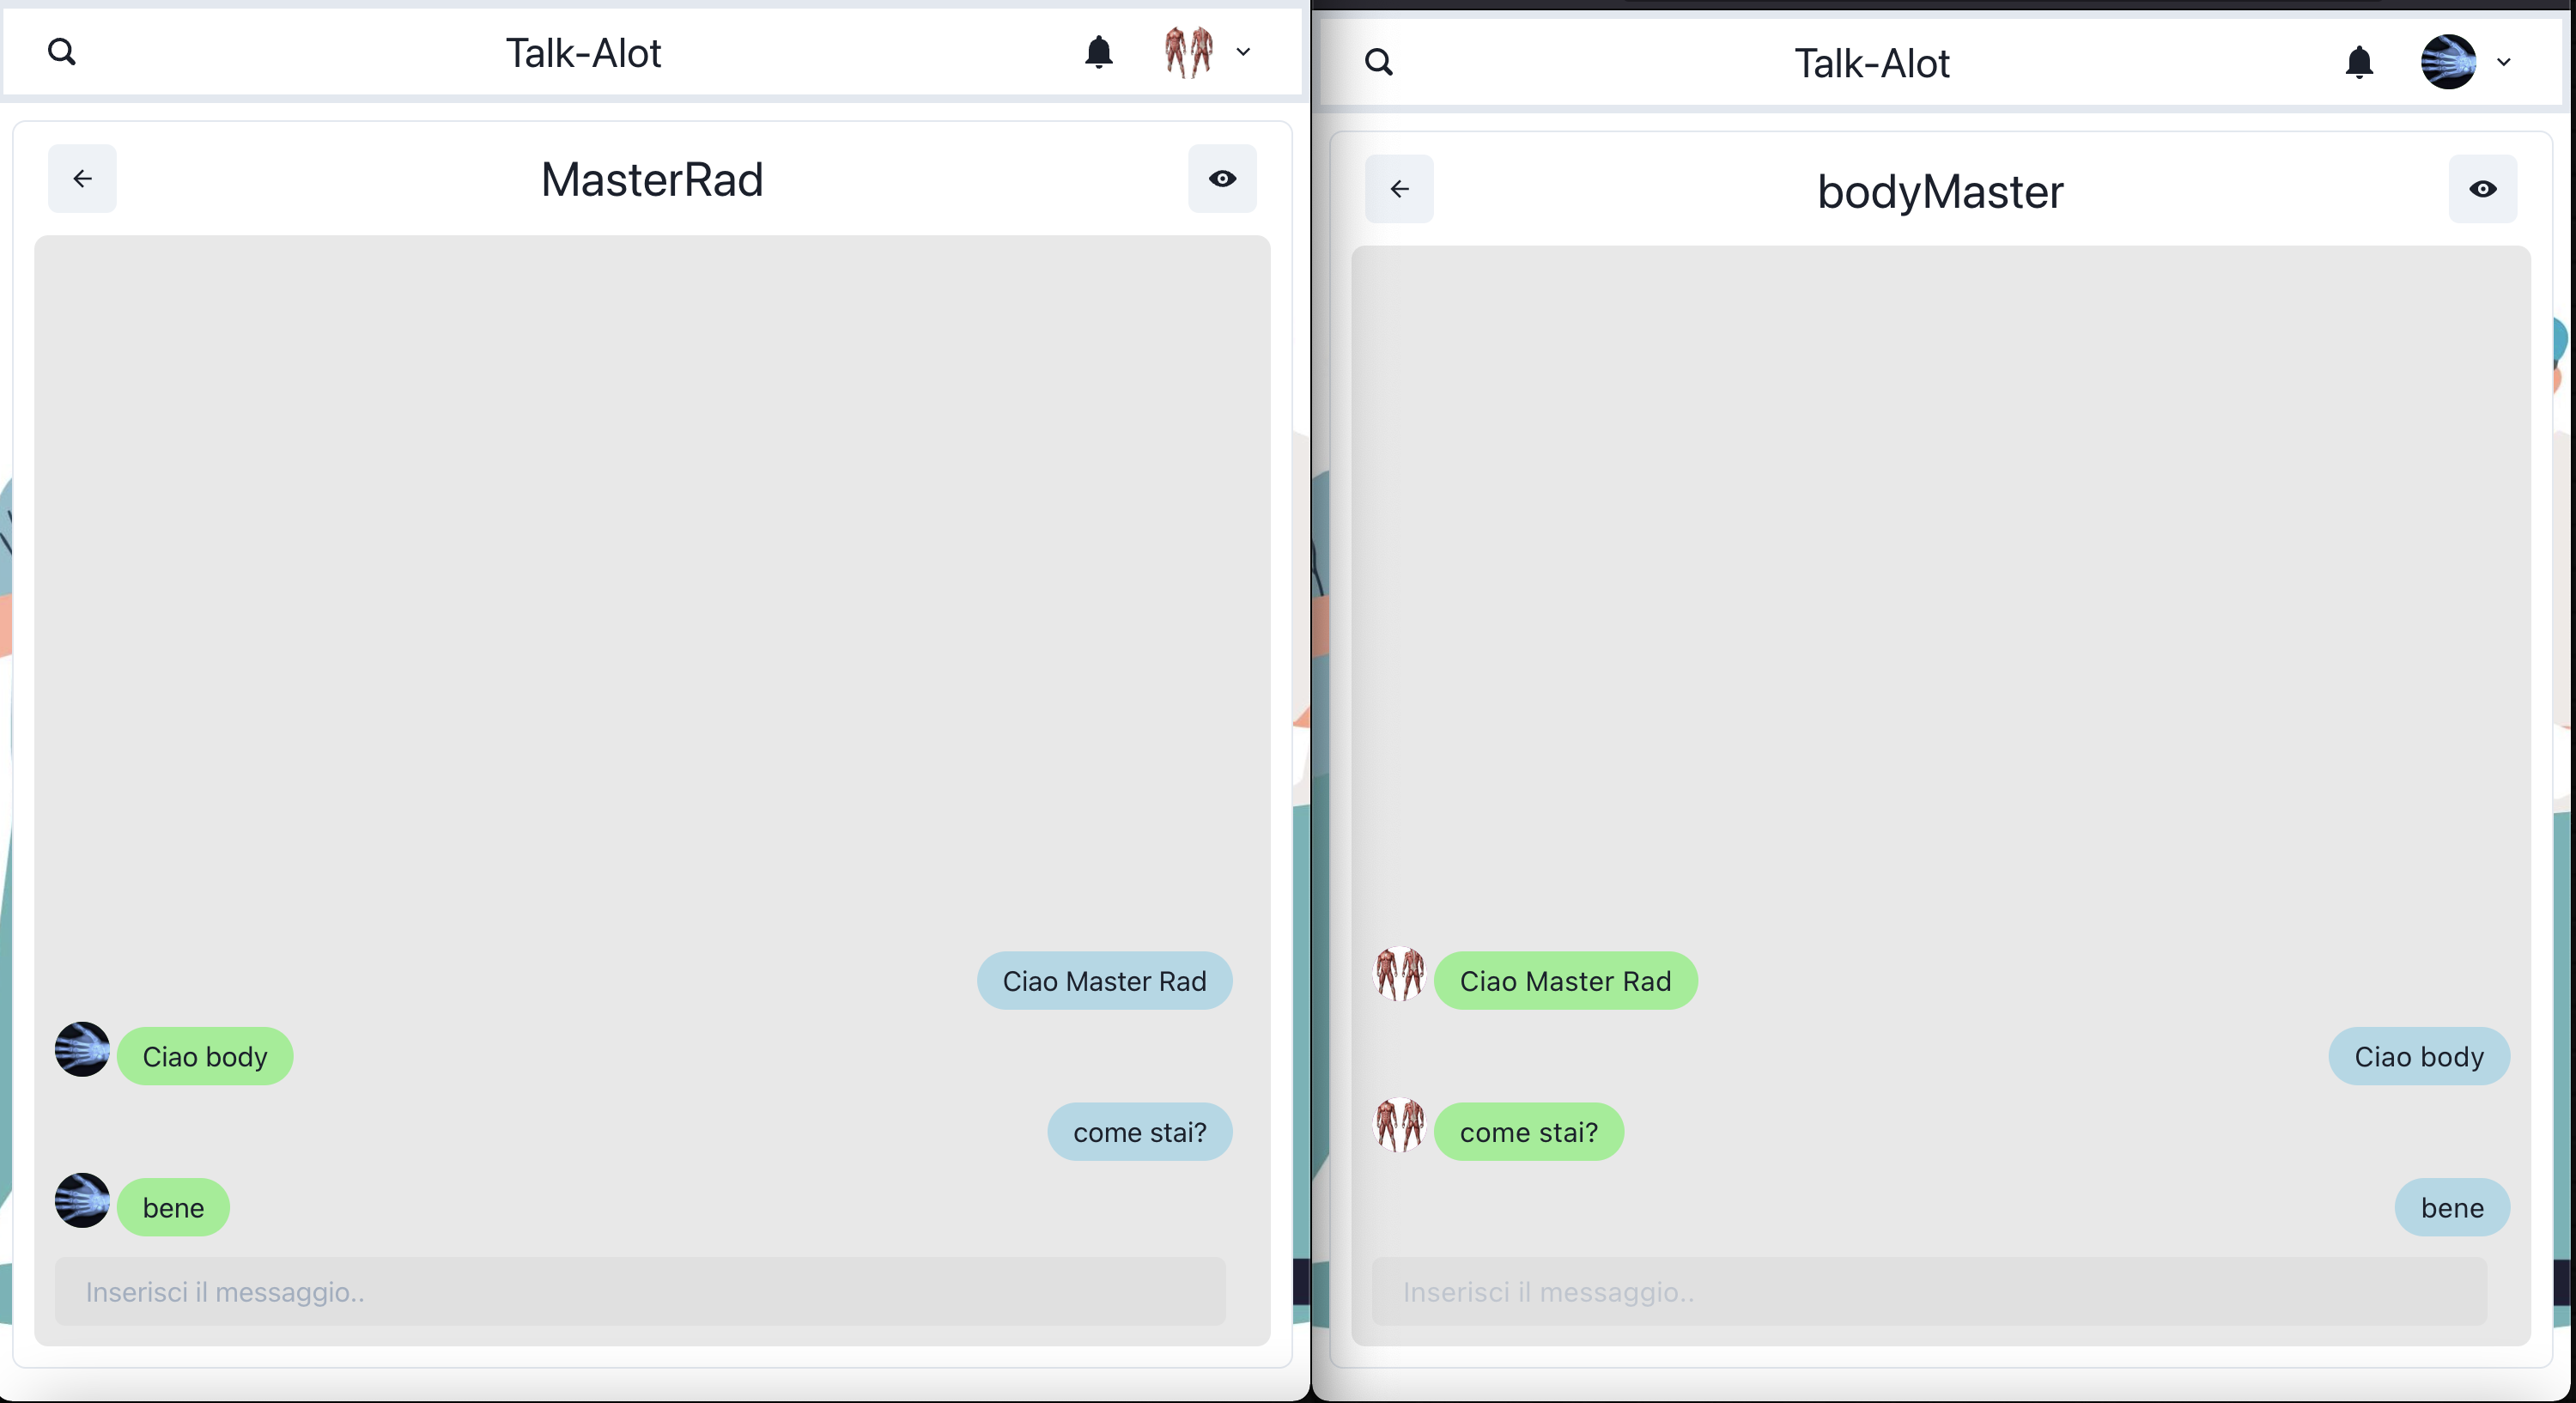 Talk-Alot
MasterRad
Ciao Master Rad
Ciao body
come stai?
bene
Inserisci il messaggio..
Talk-Alot
bodyMaster
Ciao Master Rad
Ciao body
come stai?
bene
Inserisci il messaggio..